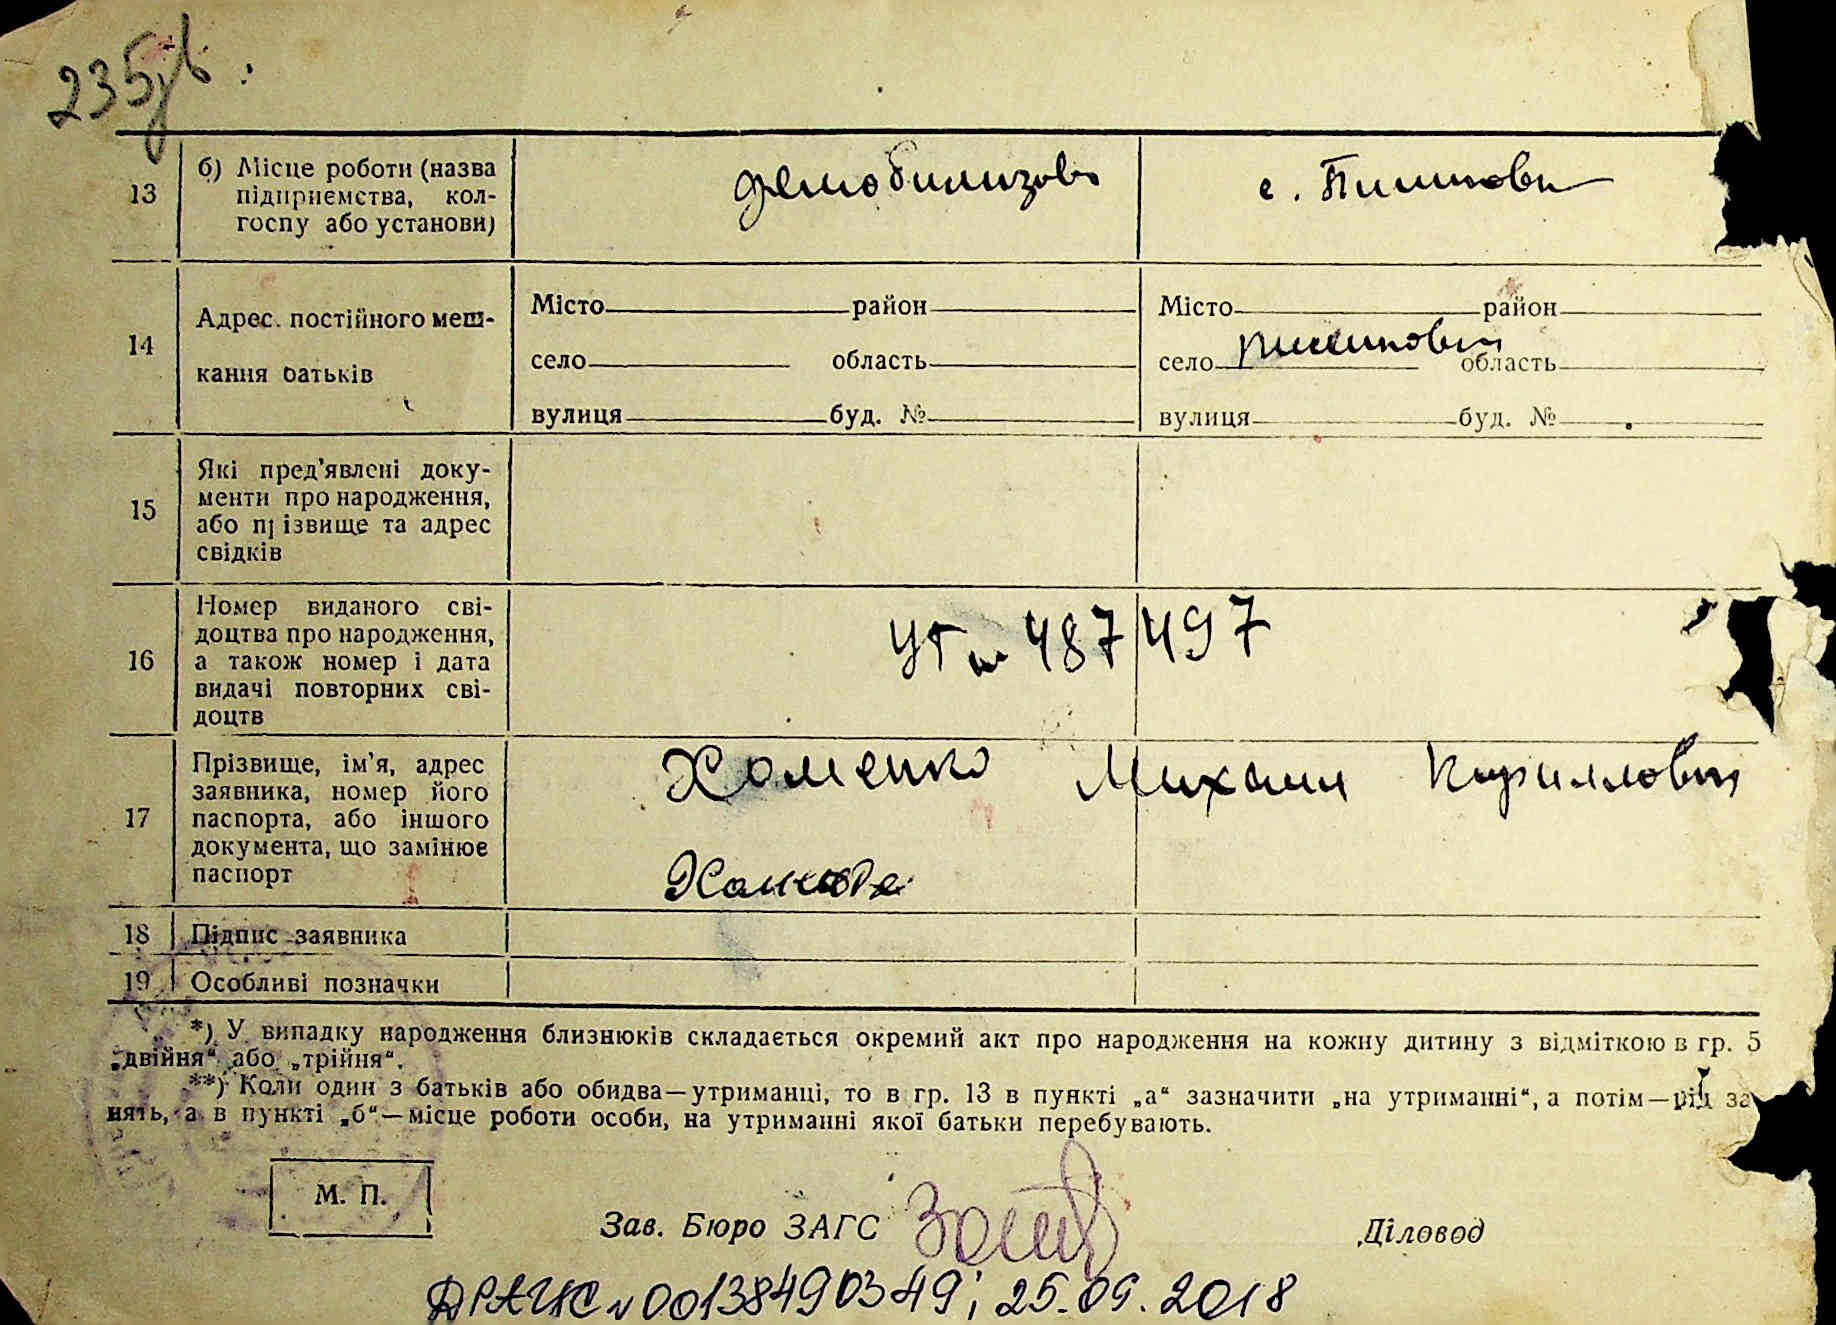 235
13
б) Місце роботи (назва
підприємства, кол-
госпу або установи)
демобилизов
14
Адрес. постійного меш-
кання батьків
Місто район
село область
вулиця буд. №
Місто район
село область
вулиця буд. №
15
Які пред'явлені доку-
менти про народження,
або прізвище та адрес
свідків
16
Номер виданого сві-
доцтва про народження,
а також номер і дата
видачі повторних сві-
доцтв
487497
17
Прізвище, ім'я, адрес
заявника, номер його
паспорта, або іншого
документа, що замінює
паспорт
Хоменко Михаил Кириллович
18 Підпис заявника
19 Особливі позначки
*) У випадку народження близнюків складається окремий акт про народження на кожну дитину з відміткою в гр. 5
„двійня“ або „трійня“.
**) Коли один з батьків або обидва—утриманці, то в гр. 13 в пункті „а“ зазначити „на утриманні“, а потім—рід за
нять, а в пункті „б“—місце роботи особи, на утриманні якої батьки перебувають.
М. П.
Зав. Бюро ЗАГС
Діловод
ДРАЦС № 00138490349; 25.09.2018